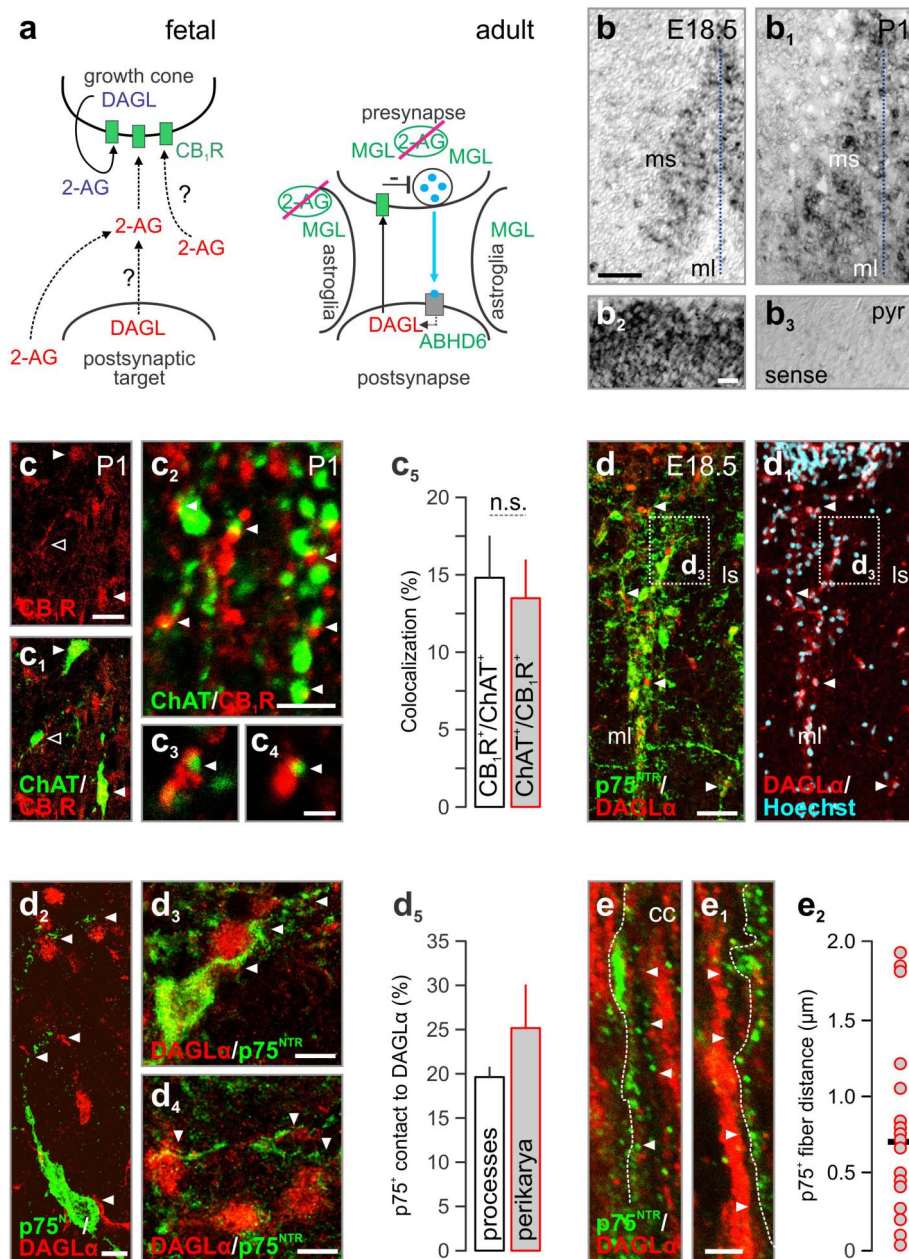 a
fetal
adult
growth cone
DAGL
CB₁R
2-AG
?
2-AG
2-AG
?
DAGL
2-AG
postsynaptic
target
presynapse
2-AG
MGL
MGL
2-AG
MGL
MGL
astroglia
astroglia
DAGL
ABHD6
postsynapse
b
E18.5
ms
ml
b₁
P1
ms
ml
b₂
b₃
pyr
sense
c
P1
CB₁R
c₁
ChAT/
CB₁R
c₂
P1
ChAT/CB₁R
c₃
c₄
c₅
n.s.
20
15
10
5
0
Colocalization (%)
CB₁R⁺/ChAT⁺
ChAT⁺/CB₁R⁺
d
E18.5
d₃
ls
ml
p75ᴺᵀᴿ/
DAGLα
d₁
d₃
ls
ml
DAGLα/
Hoechst
d₂
p75ᴺᵀ/
DAGLα
d₃
DAGLα/p75ᴺᵀᴿ
d₄
DAGLα/p75ᴺᵀᴿ
d₅
35
30
25
20
15
10
5
0
p75⁺ contact to DAGLα (%)
processes
perikarya
e
cc
p75ᴺᵀᴿ/
DAGLα
e₁
e₂
2.0
1.5
1.0
0.5
0
p75⁺ fiber distance (µm)